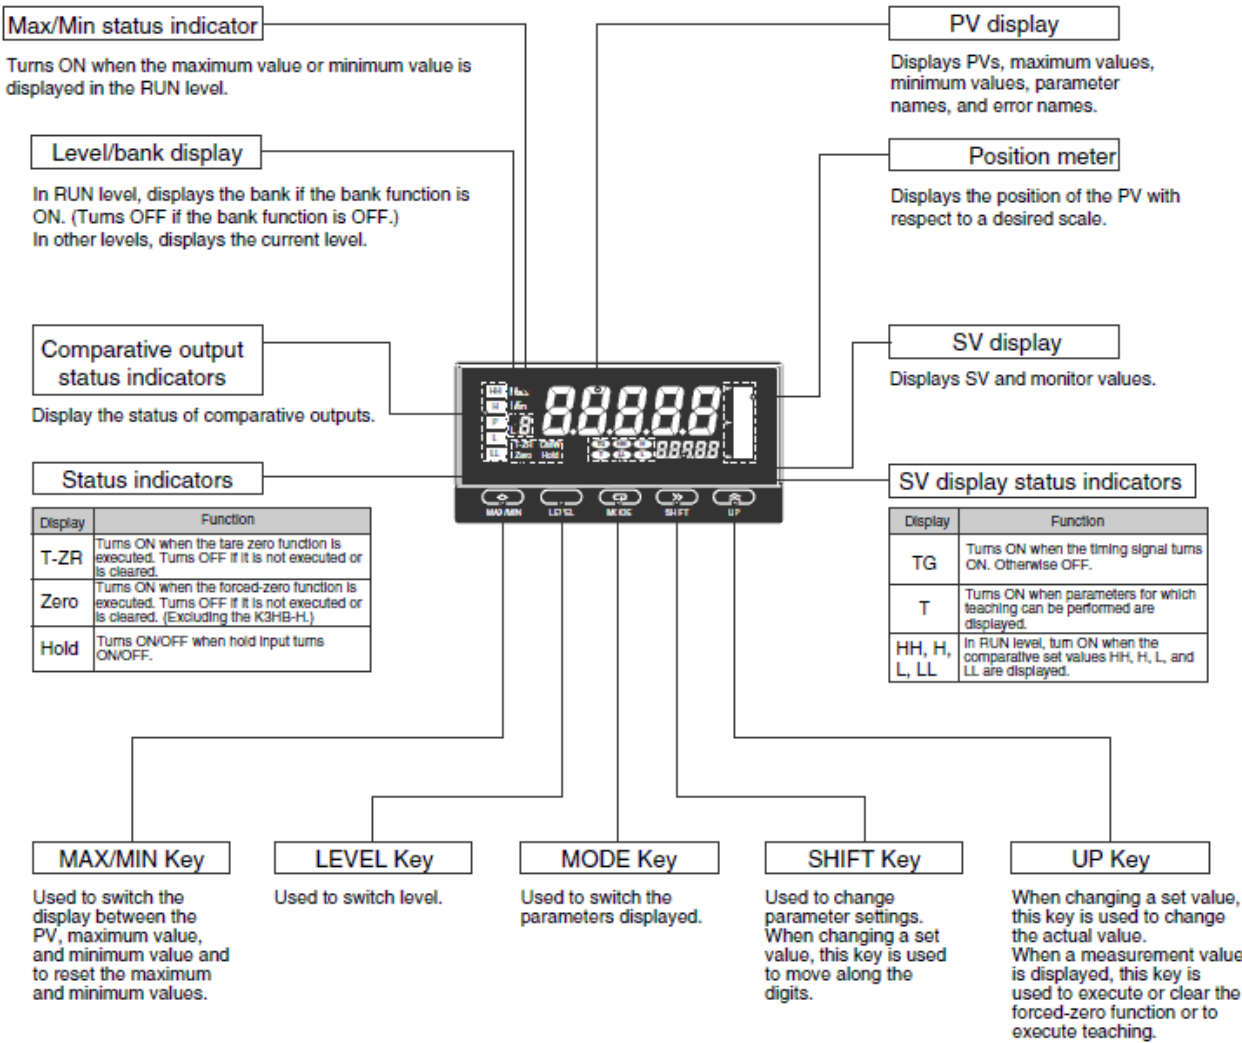 Max/Min status indicator
Turns ON when the maximum value or minimum value is
displayed in the RUN level.
Level/bank display
In RUN level, displays the bank if the bank function is
ON. (Turns OFF if the bank function is OFF.)
In other levels, displays the current level.
Comparative output
status indicators
Display the status of comparative outputs.
Status indicators
Display Function
T-ZR Turns ON when the tare zero function is
executed. Turns OFF if it is not executed or
is cleared.
Zero Turns ON when the forced-zero function is
executed. Turns OFF if it is not executed or
is cleared. (Excluding the K3HB-H.)
Hold Turns ON/OFF when hold input turns
ON/OFF.
PV display
Displays PVs, maximum values,
minimum values, parameter
names, and error names.
Position meter
Displays the position of the PV with
respect to a desired scale.
SV display
Displays SV and monitor values.
SV display status indicators
Display Function
TG Turns ON when the timing signal turns
ON. Otherwise OFF.
T Turns ON when parameters for which
teaching can be performed are
displayed.
HH, H,
L, LL
In RUN level, turn ON when the
comparative set values HH, H, L, and
LL are displayed.
HH
H
P
L
LL
8
88888
T-ZR
Zero Hold
TG HH H
T LL L
88888
MAX/MIN LEVEL MODE SHIFT UP
MAX/MIN Key
Used to switch the
display between the
PV, maximum value,
and minimum value and
to reset the maximum
and minimum values.
LEVEL Key
Used to switch level.
MODE Key
Used to switch the
parameters displayed.
SHIFT Key
Used to change
parameter settings.
When changing a set
value, this key is used
to move along the
digits.
UP Key
When changing a set value,
this key is used to change
the actual value.
When a measurement value
is displayed, this key is
used to execute or clear the
forced-zero function or to
execute teaching.